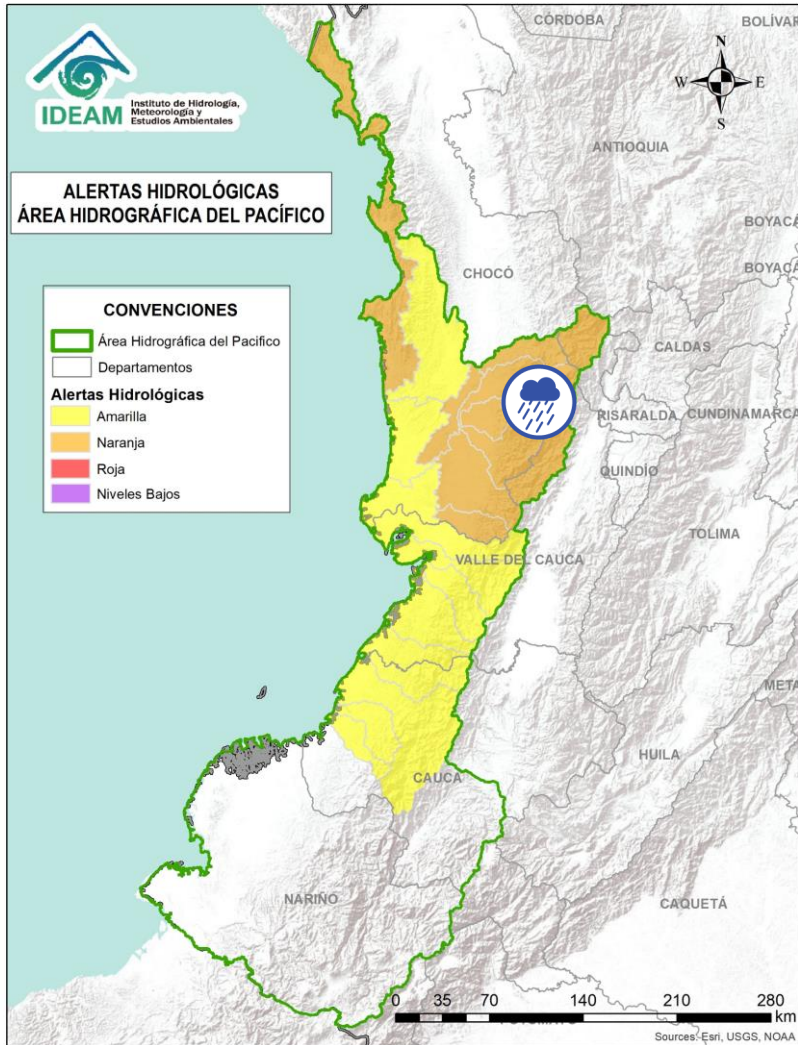 CÓRDOBA
BOLÍVAR
IDEAM
Instituto de Hidrología,
Meteorología y
Estudios Ambientales
N
W
E
S
ANTIOQUIA
ALERTAS HIDROLÓGICAS
ÁREA HIDROGRÁFICA DEL PACÍFICO
BOYACÁ
CHOCÓ
BOYACÁ
CONVENCIONES
Área Hidrográfica del Pacifico
Departamentos
Alertas Hidrológicas
Amarilla
Naranja
Roja
Niveles Bajos
CALDAS
RISARALDA
CUNDINAMARCA
QUINDÍO
TOLIMA
VALLE DEL CAUCA
META
HUILA
CAUCA
NARIÑO
CAQUETÁ
0 35 70 140 210 280
km
Sources: Esri, USGS, NOAA